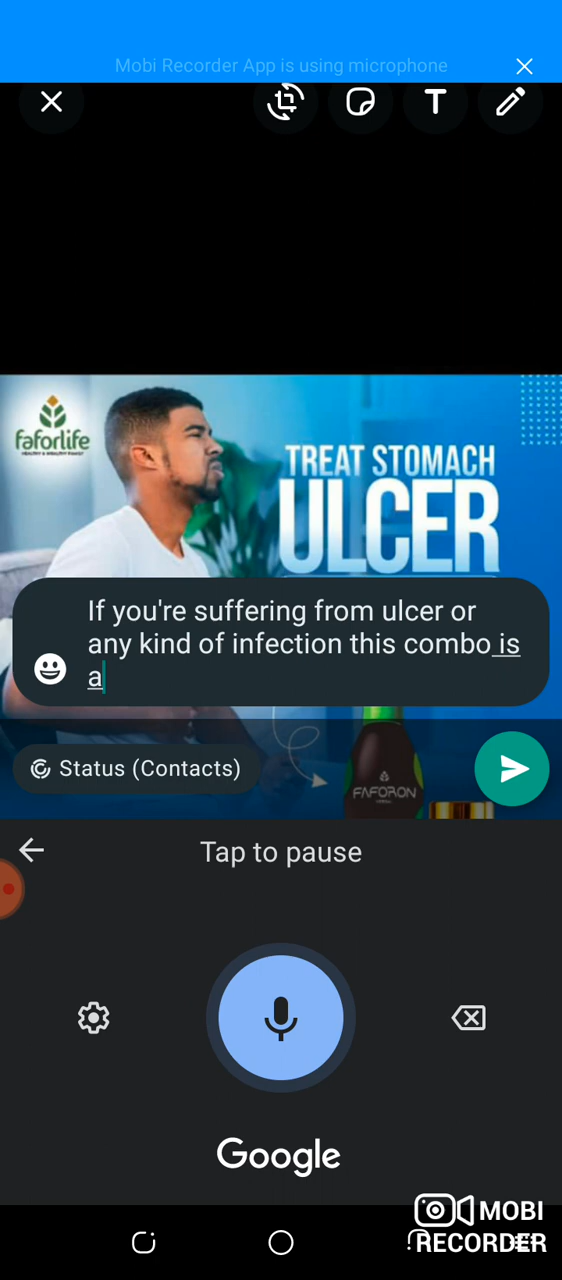 Mobi Recorder App is using microphone
T
faforlife
TREAT STOMACH
ULCER
If you're suffering from ulcer or
any kind of infection this combo is
a
Status (Contacts)
FAFORON
Tap to pause
Google
MOBI
RECORDER